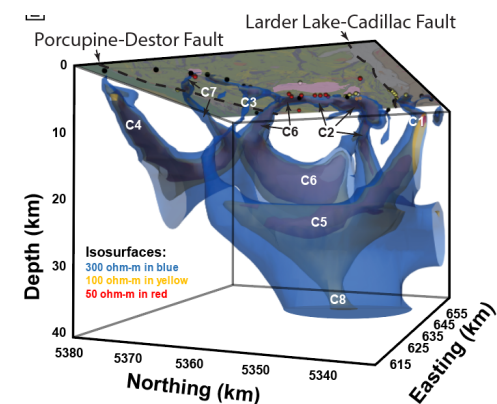 Larder Lake-Cadillac Fault
Porcupine-Destor Fault
0
10
20
30
40
Depth (km)
C7
C3
C4
C6
C2
C1
C6
C5
C8
Isosurfaces:
300 ohm-m in blue
100 ohm-m in yellow
50 ohm-m in red
5380
5370
5360
5350
5340
Northing (km)
615
625
635
645
655
Easting (km)